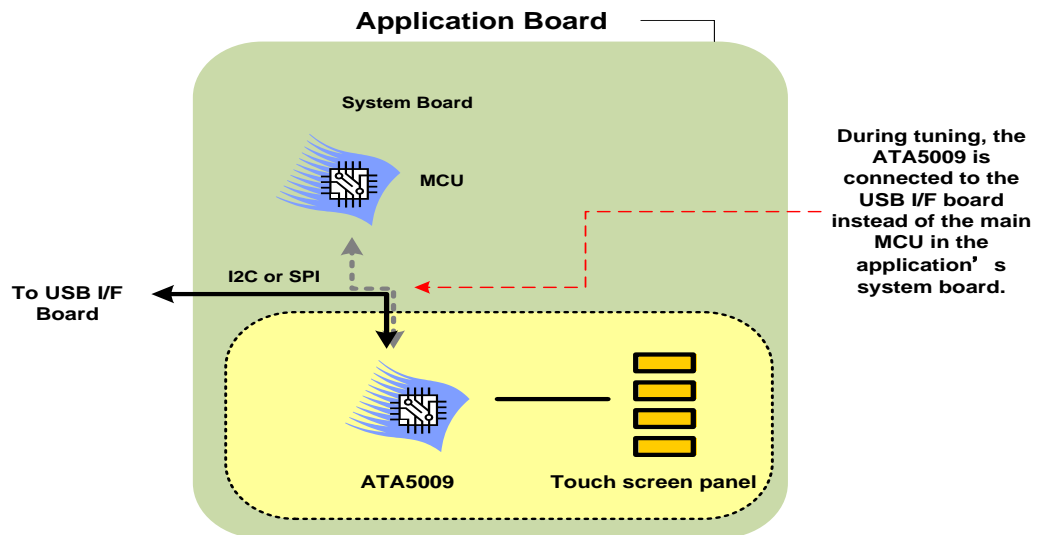 Application Board
System Board
MCU
During tuning, the
ATA5009 is
connected to the
USB I/F board
instead of the main
MCU in the
application’ s
system board.
I2C or SPI
To USB I/F
Board
ATA5009
Touch screen panel